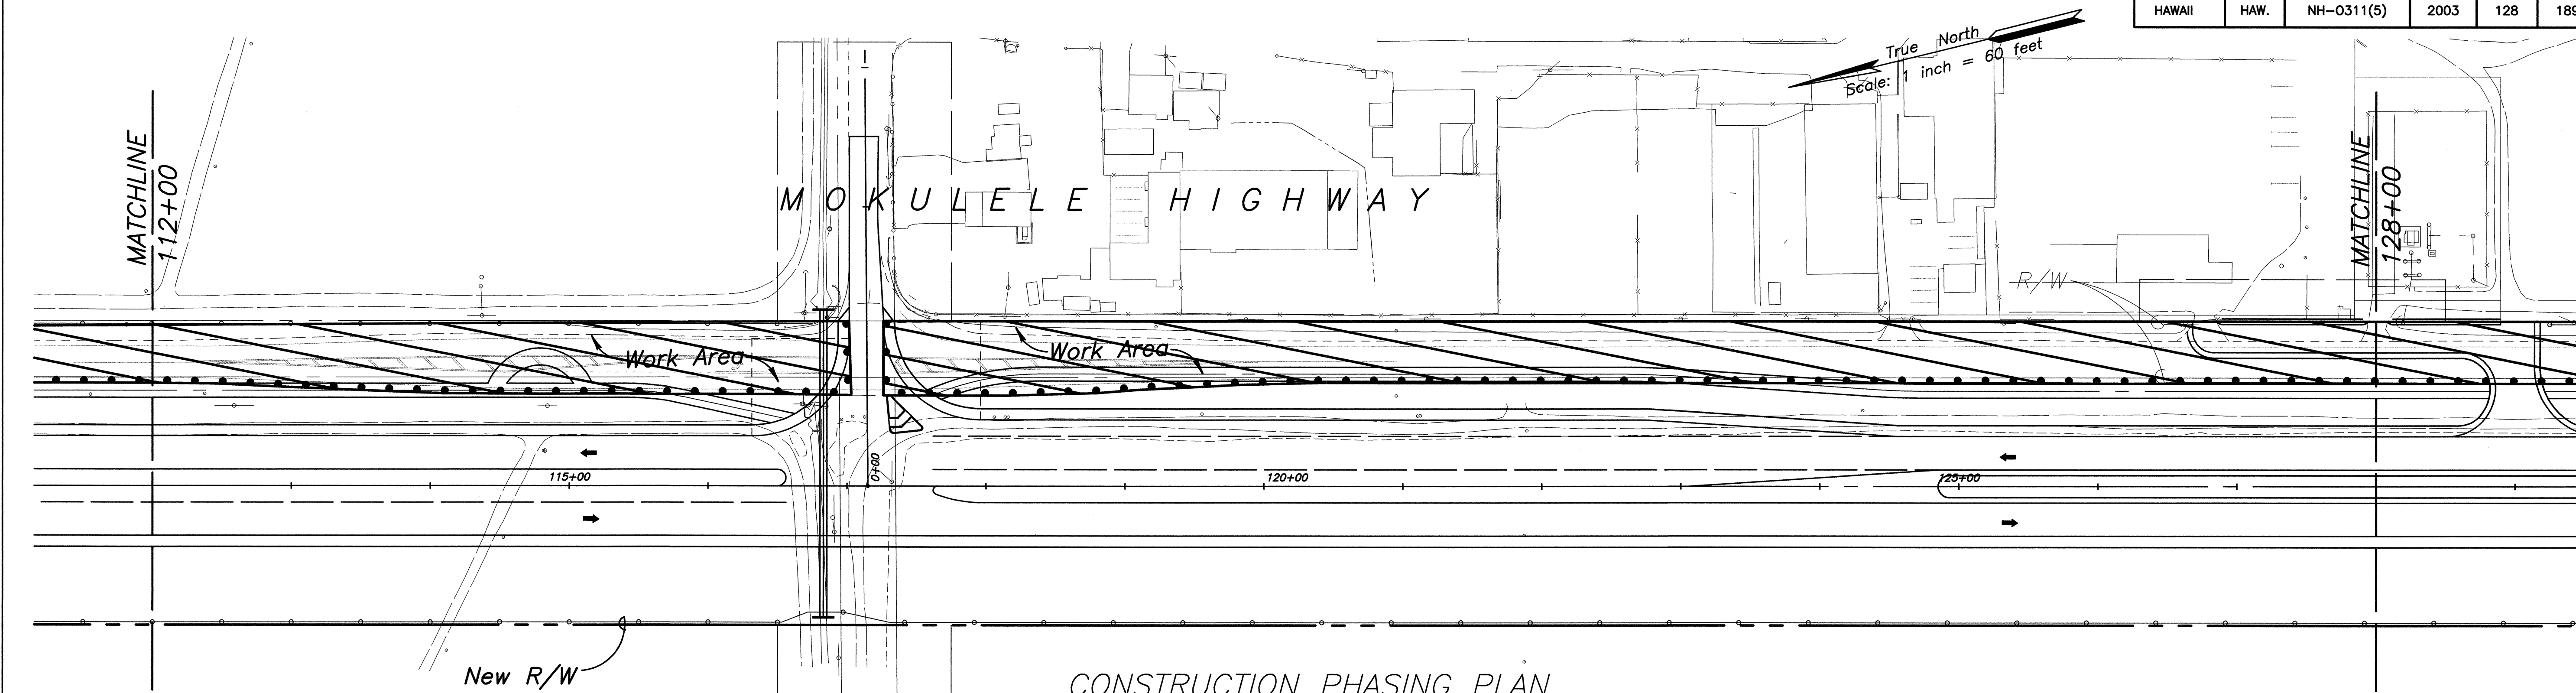 HAWAII HAW. NH-0311(5) 2003 128 189
True North
Scale: 1 inch = 60 feet
MATCHLINE
112+00
MOKULELE HIGHWAY
MATCHLINE
128+00
R/W
Work Area
Work Area
115+00
0+00
120+00
125+00
New R/W
CONSTRUCTION PHASING PLAN